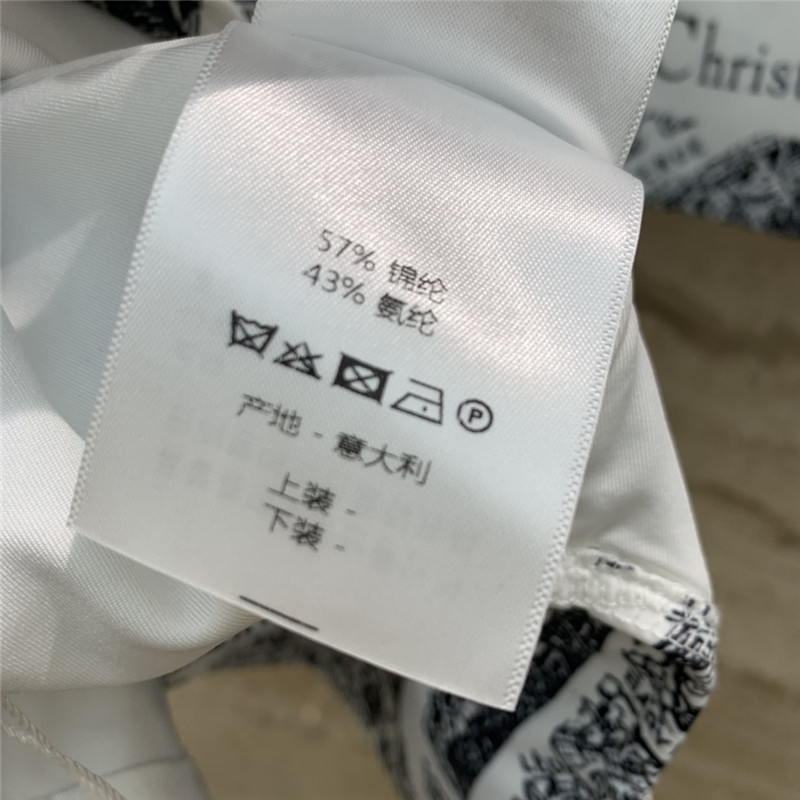 Christ
57% 锦纶
43% 氨纶
P
产地 - 意大利
上装 -
下装 -